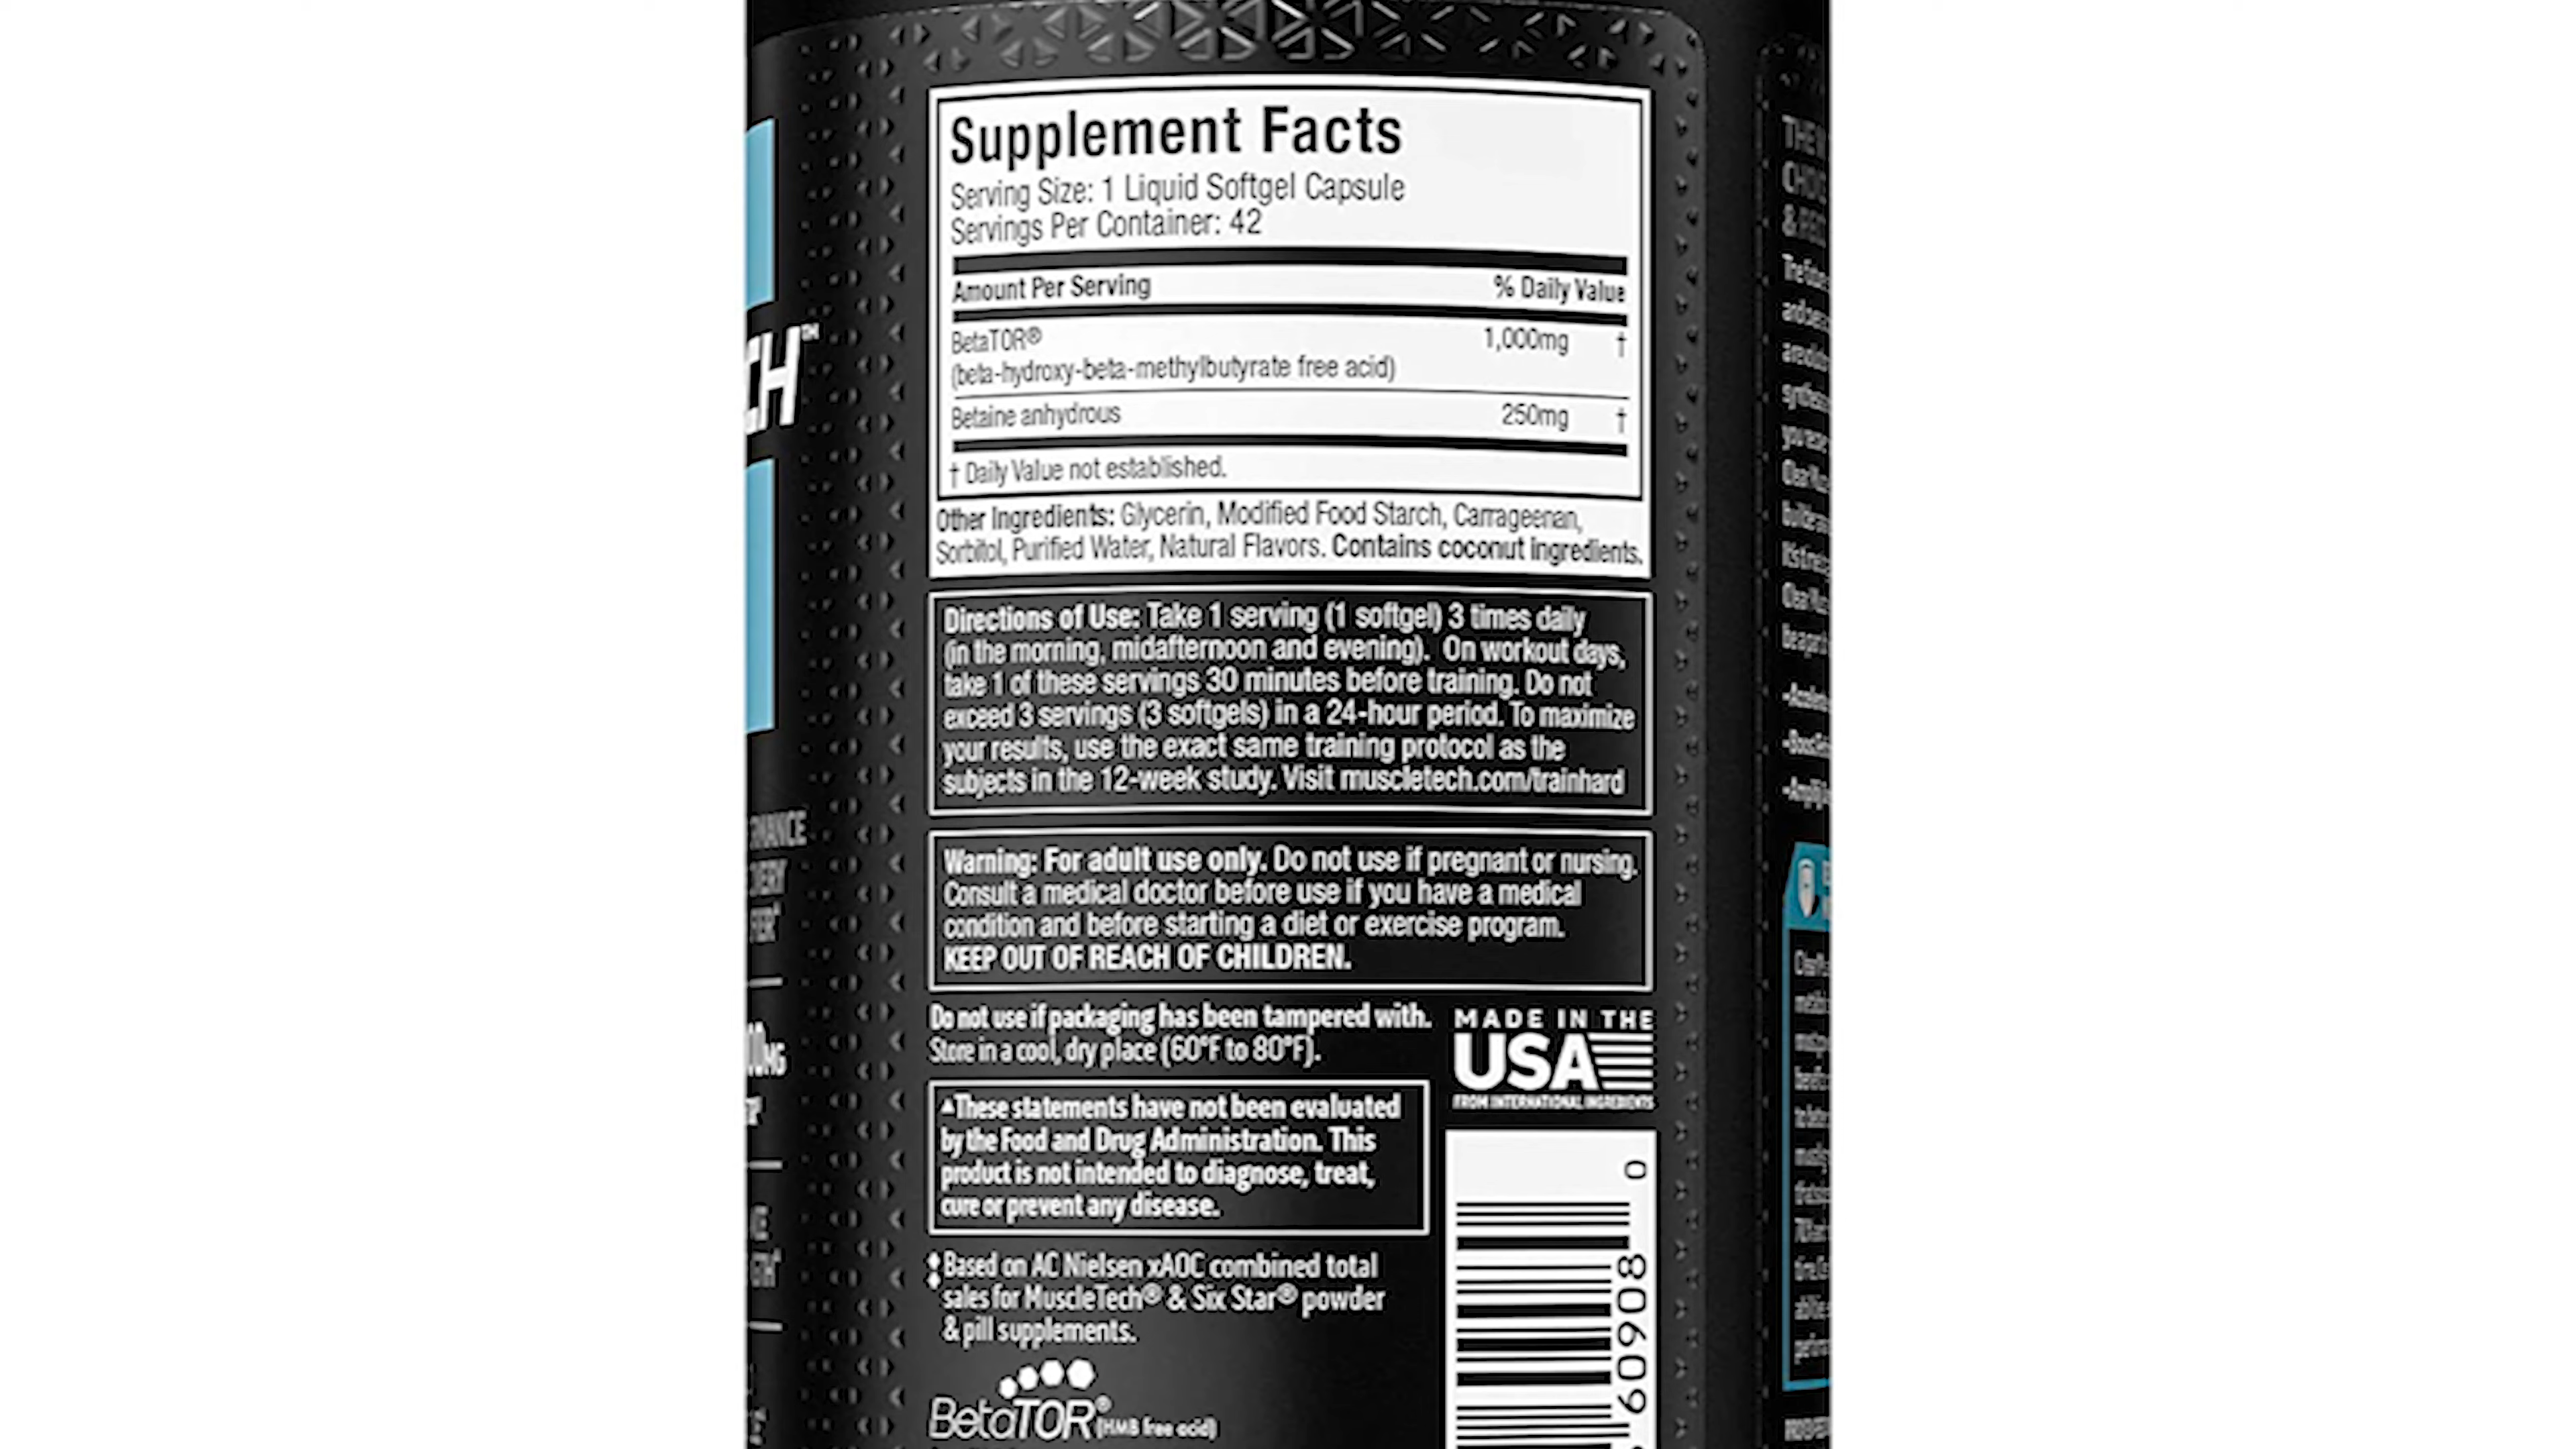 Supplement Facts
Serving Size: 1 Liquid Softgel Capsule
Servings Per Container: 42
Amount Per Serving % Daily Value
BetaTOR® 1,000mg †
(beta-hydroxy-beta-methylbutyrate free acid)
Betaine anhydrous 250mg †
† Daily Value not established.
Other Ingredients: Glycerin, Modified Food Starch, Carrageenan,
Sorbitol, Purified Water, Natural Flavors. Contains coconut ingredients.
Directions of Use: Take 1 serving (1 softgel) 3 times daily
(in the morning, midafternoon and evening). On workout days,
take 1 of these servings 30 minutes before training. Do not
exceed 3 servings (3 softgels) in a 24-hour period. To maximize
your results, use the exact same training protocol as the
subjects in the 12-week study. Visit muscletech.com/trainhard
Warning: For adult use only. Do not use if pregnant or nursing.
Consult a medical doctor before use if you have a medical
condition and before starting a diet or exercise program.
KEEP OUT OF REACH OF CHILDREN.
Do not use if packaging has been tampered with.
Store in a cool, dry place (60°F to 80°F).
MADE IN THE
USA
FROM INTERNATIONAL INGREDIENTS
▲These statements have not been evaluated
by the Food and Drug Administration. This
product is not intended to diagnose, treat,
cure or prevent any disease.
‡Based on AC Nielsen xAOC combined total
sales for MuscleTech® & Six Star® powder
& pill supplements.
BetaTOR® (HMB free acid)
0
60908
CH™